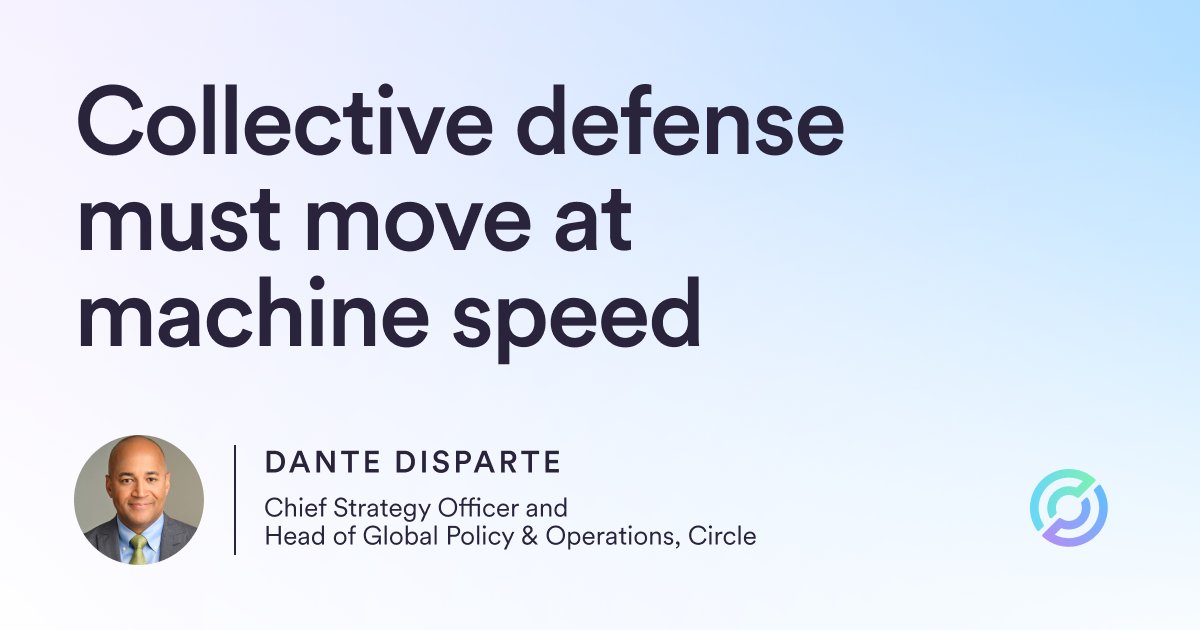 Collective defense
must move at
machine speed
DANTE DISPARTE
Chief Strategy Officer and
Head of Global Policy & Operations, Circle